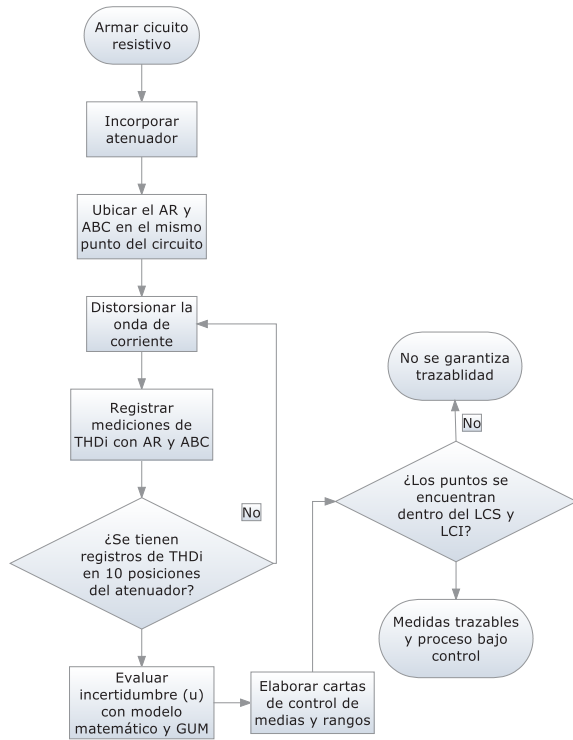 Armar cicuito
resistivo
Incorporar
atenuador
Ubicar el AR y
ABC en el mismo
punto del circuito
Distorsionar la
onda de
corriente
Registrar
mediciones de
THDi con AR y ABC
No
¿Se tienen
registros de THDi
en 10 posiciones
del atenuador?
Evaluar
incertidumbre (u)
con modelo
matemático y GUM
Elaborar cartas
de control de
medias y rangos
No se garantiza
trazablidad
No
¿Los puntos se
encuentran
dentro del LCS y
LCI?
Medidas trazables
y proceso bajo
control